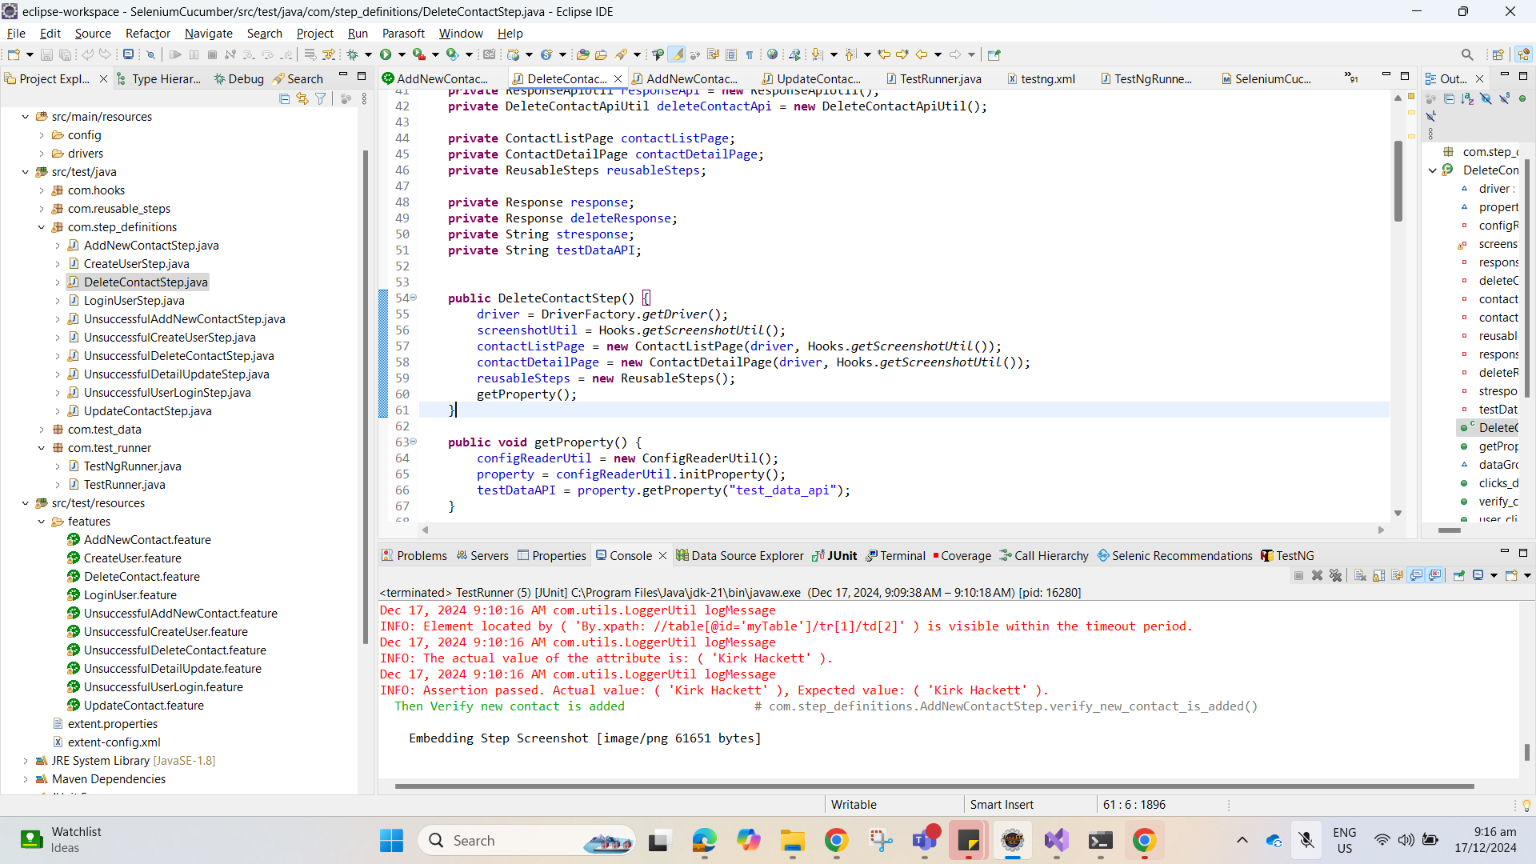 eclipse-workspace - SeleniumCucumber/src/test/java/com/step_definitions/DeleteContactStep.java - Eclipse IDE
File Edit Source Refactor Navigate Search Project Run Parasoft Window Help
Project Expl... Type Hierar... Debug Search
AddNewContac... DeleteContac... AddNewContac... UpdateContac... TestRunner.java testng.xml TestNgRunne... SeleniumCuc... 91
Out...
src/main/resources
config
drivers
src/test/java
com.hooks
com.reusable_steps
com.step_definitions
AddNewContactStep.java
CreateUserStep.java
DeleteContactStep.java
LoginUserStep.java
UnsuccessfulAddNewContactStep.java
UnsuccessfulCreateUserStep.java
UnsuccessfulDeleteContactStep.java
UnsuccessfulDetailUpdateStep.java
UnsuccessfulUserLoginStep.java
UpdateContactStep.java
com.test_data
com.test_runner
TestNgRunner.java
TestRunner.java
src/test/resources
features
AddNewContact.feature
CreateUser.feature
DeleteContact.feature
LoginUser.feature
UnsuccessfulAddNewContact.feature
UnsuccessfulCreateUser.feature
UnsuccessfulDeleteContact.feature
UnsuccessfulDetailUpdate.feature
UnsuccessfulUserLogin.feature
UpdateContact.feature
extent.properties
extent-config.xml
JRE System Library [JavaSE-1.8]
Maven Dependencies
41 private ResponseApiUtil responseApi = new ResponseApiUtil();
42 private DeleteContactApiUtil deleteContactApi = new DeleteContactApiUtil();
43
44 private ContactListPage contactListPage;
45 private ContactDetailPage contactDetailPage;
46 private ReusableSteps reusableSteps;
47
48 private Response response;
49 private Response deleteResponse;
50 private String stresponse;
51 private String testDataAPI;
52
53
54 public DeleteContactStep() {
55 driver = DriverFactory.getDriver();
56 screenshotUtil = Hooks.getScreenshotUtil();
57 contactListPage = new ContactListPage(driver, Hooks.getScreenshotUtil());
58 contactDetailPage = new ContactDetailPage(driver, Hooks.getScreenshotUtil());
59 reusableSteps = new ReusableSteps();
60 getProperty();
61 }
62
63 public void getProperty() {
64 configReaderUtil = new ConfigReaderUtil();
65 property = configReaderUtil.initProperty();
66 testDataAPI = property.getProperty("test_data_api");
67 }
68
com.step_c
DeleteCon
driver :
propert
configR
screens
respons
deleteC
contact
contact
reusabl
respons
deleteR
strespo
testDat
DeleteC
getProp
dataGro
clicks_d
verify_c
user_cli
Problems Servers Properties Console Data Source Explorer JUnit Terminal Coverage Call Hierarchy Selenic Recommendations TestNG
<terminated> TestRunner (5) [JUnit] C:\Program Files\Java\jdk-21\bin\javaw.exe (Dec 17, 2024, 9:09:38 AM – 9:10:18 AM) [pid: 16280]
Dec 17, 2024 9:10:16 AM com.utils.LoggerUtil logMessage
INFO: Element located by ( 'By.xpath: //table[@id='myTable']/tr[1]/td[2]' ) is visible within the timeout period.
Dec 17, 2024 9:10:16 AM com.utils.LoggerUtil logMessage
INFO: The actual value of the attribute is: ( 'Kirk Hackett' ).
Dec 17, 2024 9:10:16 AM com.utils.LoggerUtil logMessage
INFO: Assertion passed. Actual value: ( 'Kirk Hackett' ), Expected value: ( 'Kirk Hackett' ).
Then Verify new contact is added # com.step_definitions.AddNewContactStep.verify_new_contact_is_added()
Embedding Step Screenshot [image/png 61651 bytes]
Writable Smart Insert 61 : 6 : 1896
Watchlist
Ideas
Search
ENG
US
9:16 am
17/12/2024